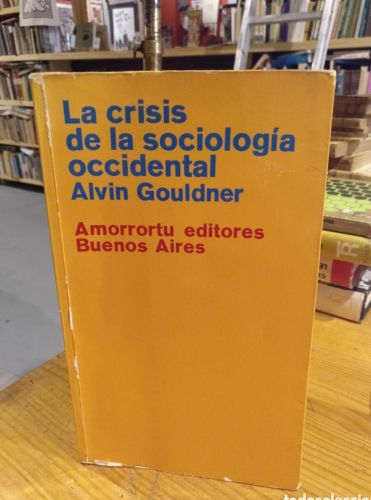 La crisis
de la sociología
occidental
Alvin Gouldner
Amorrortu editores
Buenos Aires